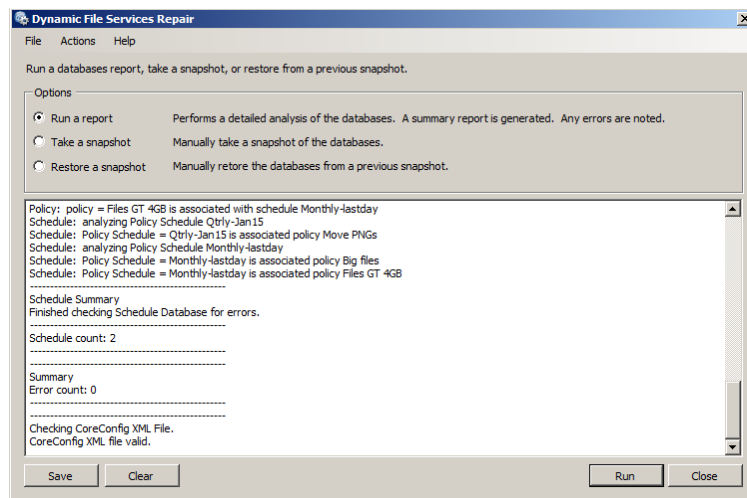 Dynamic File Services Repair
File Actions Help
Run a databases report, take a snapshot, or restore from a previous snapshot.
Options
Run a report Performs a detailed analysis of the databases. A summary report is generated. Any errors are noted.
Take a snapshot Manually take a snapshot of the databases.
Restore a snapshot Manually retore the databases from a previous snapshot.
Policy: policy = Files GT 4GB is associated with schedule Monthly-lastday
Schedule: analyzing Policy Schedule Qtrly-Jan15
Schedule: Policy Schedule = Qtrly-Jan15 is associated policy Move PNGs
Schedule: analyzing Policy Schedule Monthly-lastday
Schedule: Policy Schedule = Monthly-lastday is associated policy Big files
Schedule: Policy Schedule = Monthly-lastday is associated policy Files GT 4GB
-------------------------------------------------
Schedule Summary
Finished checking Schedule Database for errors.
-------------------------------------------------
Schedule count: 2
-------------------------------------------------
-------------------------------------------------
Summary
Error count: 0
-------------------------------------------------
-------------------------------------------------
Checking CoreConfig XML File.
CoreConfig XML file valid.
Save Clear Run Close